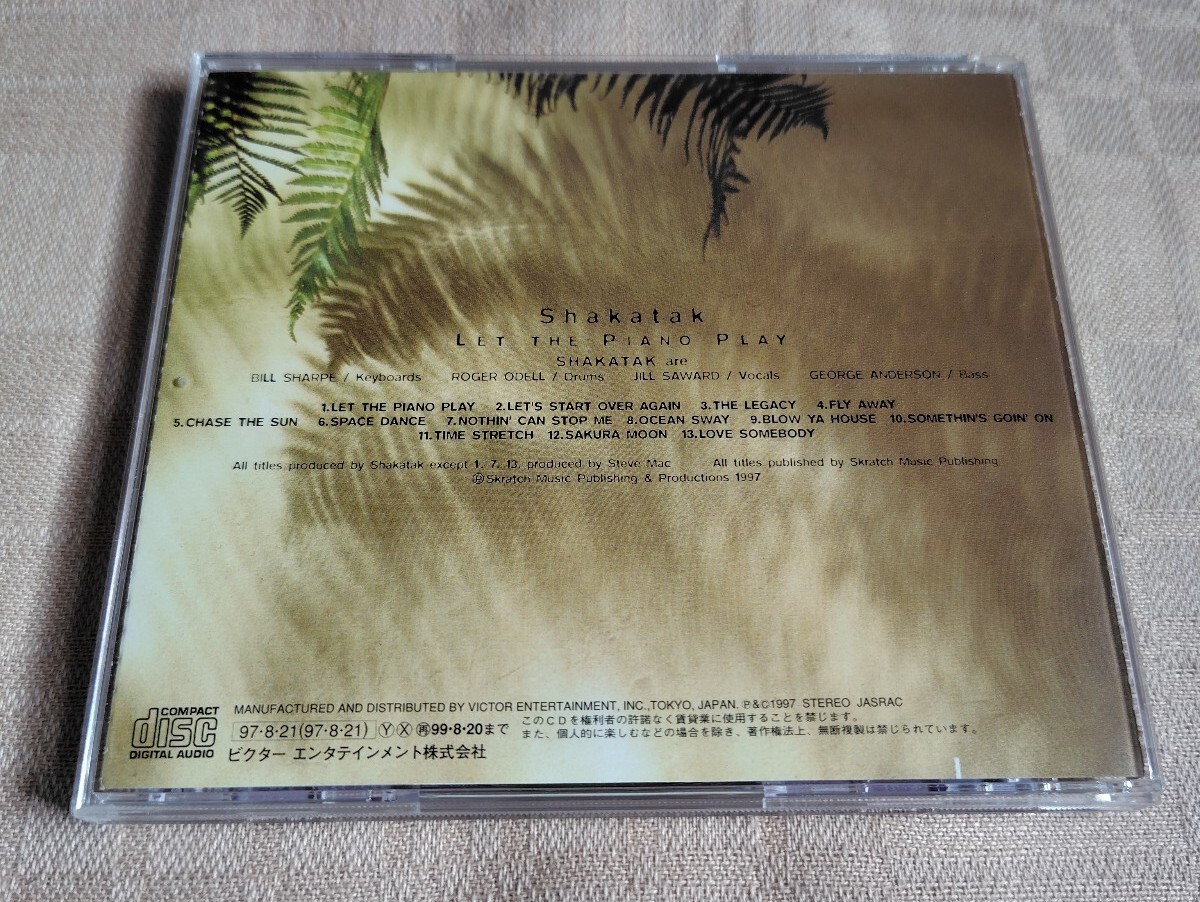 Shakatak
LET THE PIANO PLAY
SHAKATAK are
BILL SHARPE / Keyboards   ROGER ODELL / Drums   JILL SAWARD / Vocals   GEORGE ANDERSON / Bass
1.LET THE PIANO PLAY   2.LET'S START OVER AGAIN   3.THE LEGACY   4.FLY AWAY
5.CHASE THE SUN   6.SPACE DANCE   7.NOTHIN' CAN STOP ME   8.OCEAN SWAY   9.BLOW YA HOUSE   10.SOMETHIN'S GOIN' ON
11.TIME STRETCH   12.SAKURA MOON   13.LOVE SOMEBODY
All titles produced by Shakatak except 1. 7. 13. produced by Steve Mac   All titles published by Skratch Music Publishing.
ⓟSkratch Music Publishing & Productions 1997
COMPACT
disc
DIGITAL AUDIO
MANUFACTURED AND DISTRIBUTED BY VICTOR ENTERTAINMENT, INC.,TOKYO, JAPAN. ℗&©1997 STEREO JASRAC
97·8·21(97·8·21) Ⓨ Ⓧ ㊮99·8·20まで
このCDを権利者の許諾なく賃貸業に使用することを禁じます。
また、個人的に楽しむなどの場合を除き、著作権法上、無断複製は禁じられています。
ビクター エンタテインメント株式会社